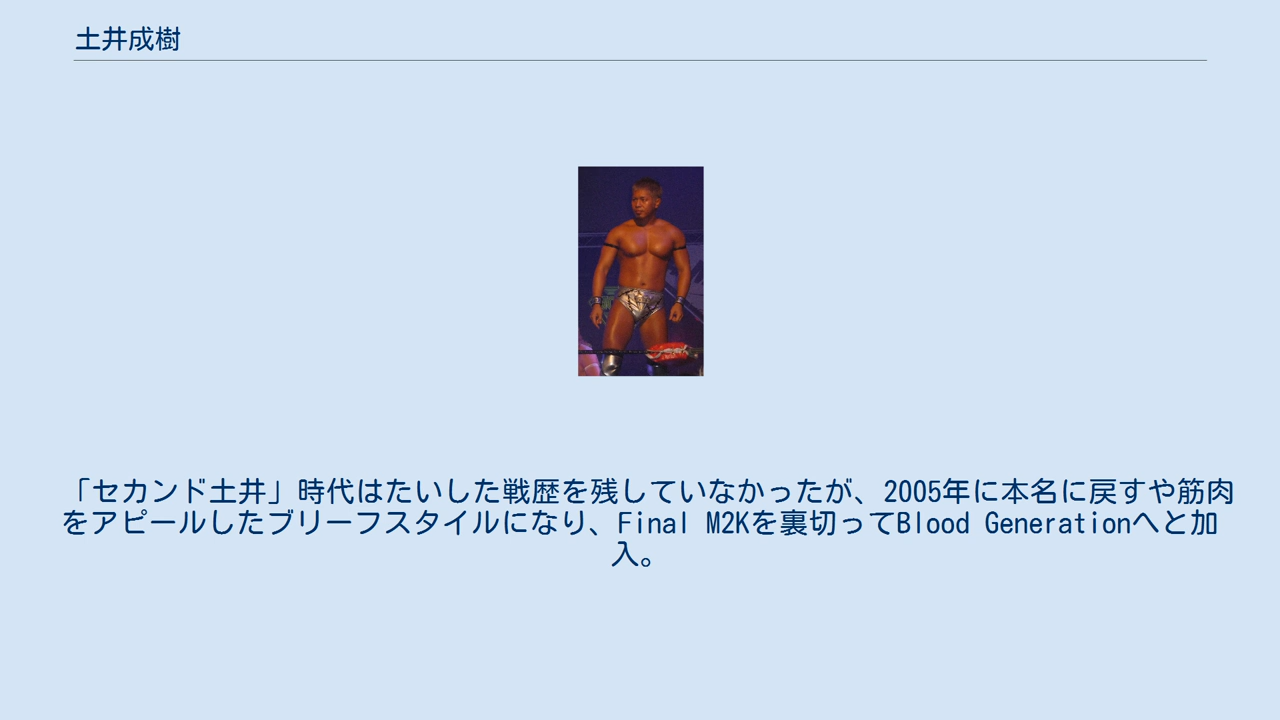 土井成樹
「セカンド土井」時代はたいした戦歴を残していなかったが、2005年に本名に戻すや筋肉
をアピールしたブリーフスタイルになり、Final M2Kを裏切ってBlood Generationへと加
入。